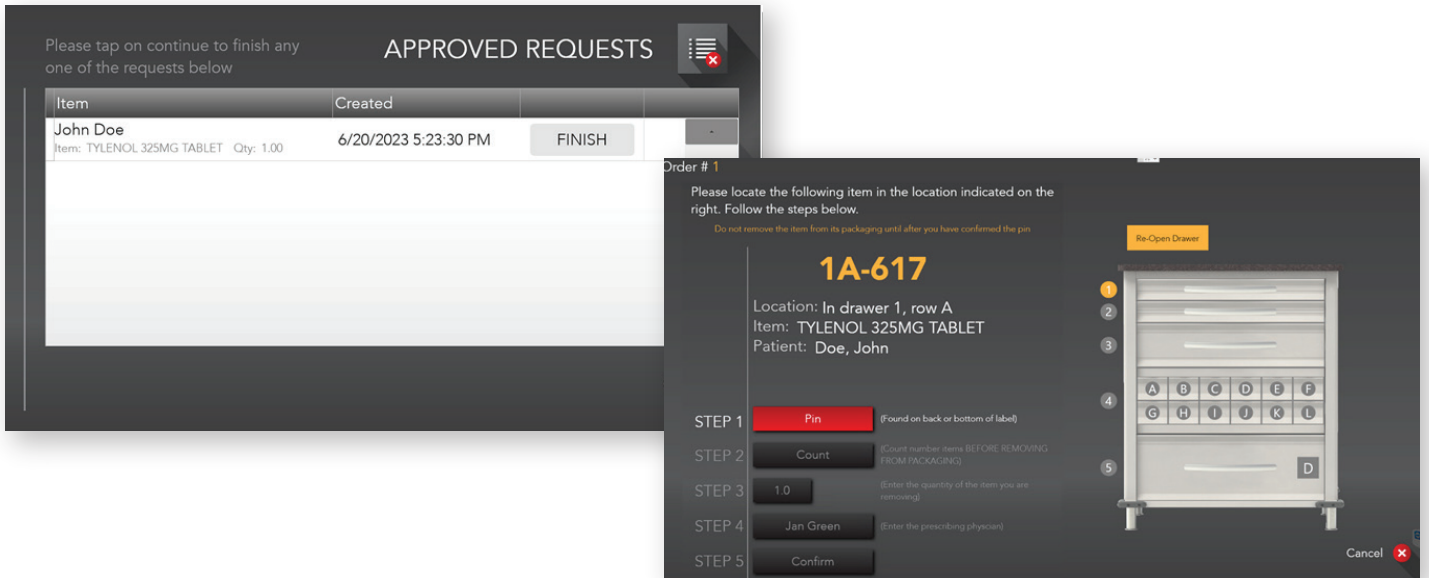 Please tap on continue to finish any
one of the requests below
APPROVED REQUESTS
Item Created
John Doe
Item: TYLENOL 325MG TABLET Qty: 1.00
6/20/2023 5:23:30 PM
FINISH
-
Order # 1
Please locate the following item in the location indicated on the
right. Follow the steps below.
Do not remove the item from its packaging until after you have confirmed the pin
1A-617
Location: In drawer 1, row A
Item: TYLENOL 325MG TABLET
Patient: Doe, John
STEP 1 Pin (Found on back or bottom of label)
STEP 2 Count (Count number items BEFORE REMOVING
FROM PACKAGING)
STEP 3 1.0 (Enter the quantity of the item you are
removing)
STEP 4 Jan Green (Enter the prescribing physcian)
STEP 5 Confirm
Re-Open Drawer
1
2
3
4
A B C D E F
G H I J K L
5
D
Cancel